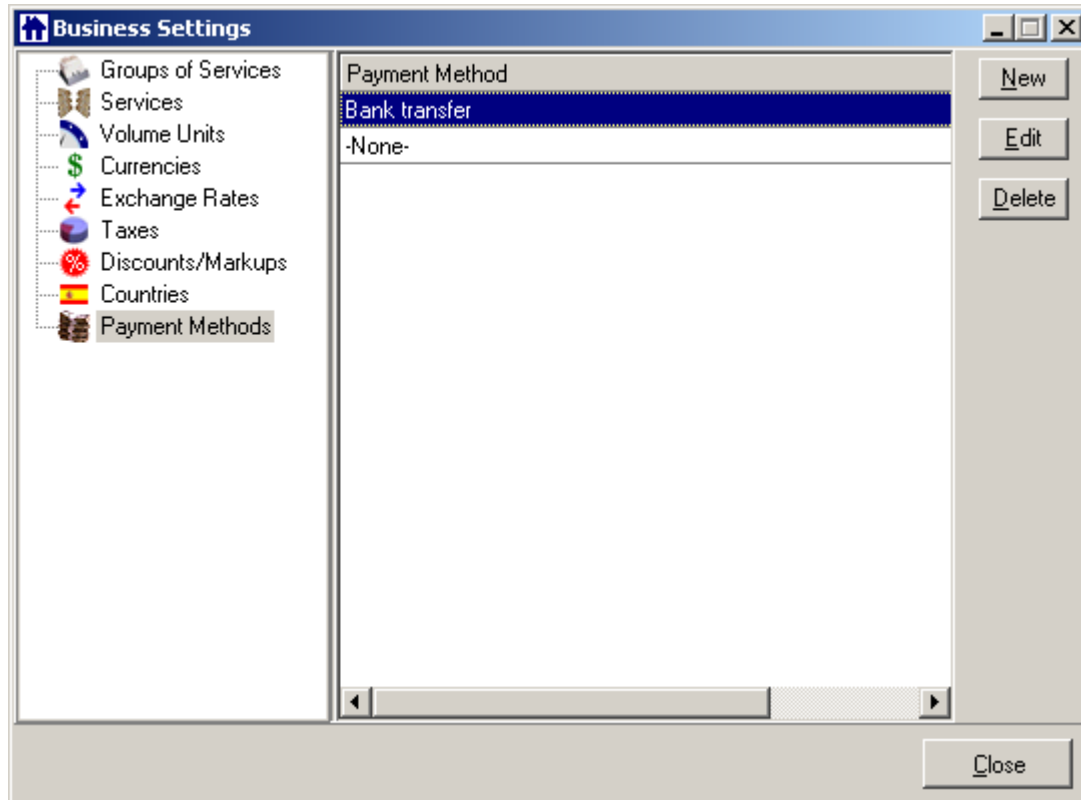 Business Settings
Groups of Services
Services
Volume Units
Currencies
Exchange Rates
Taxes
Discounts/Markups
Countries
Payment Methods
Payment Method
Bank transfer
-None-
New
Edit
Delete
Close